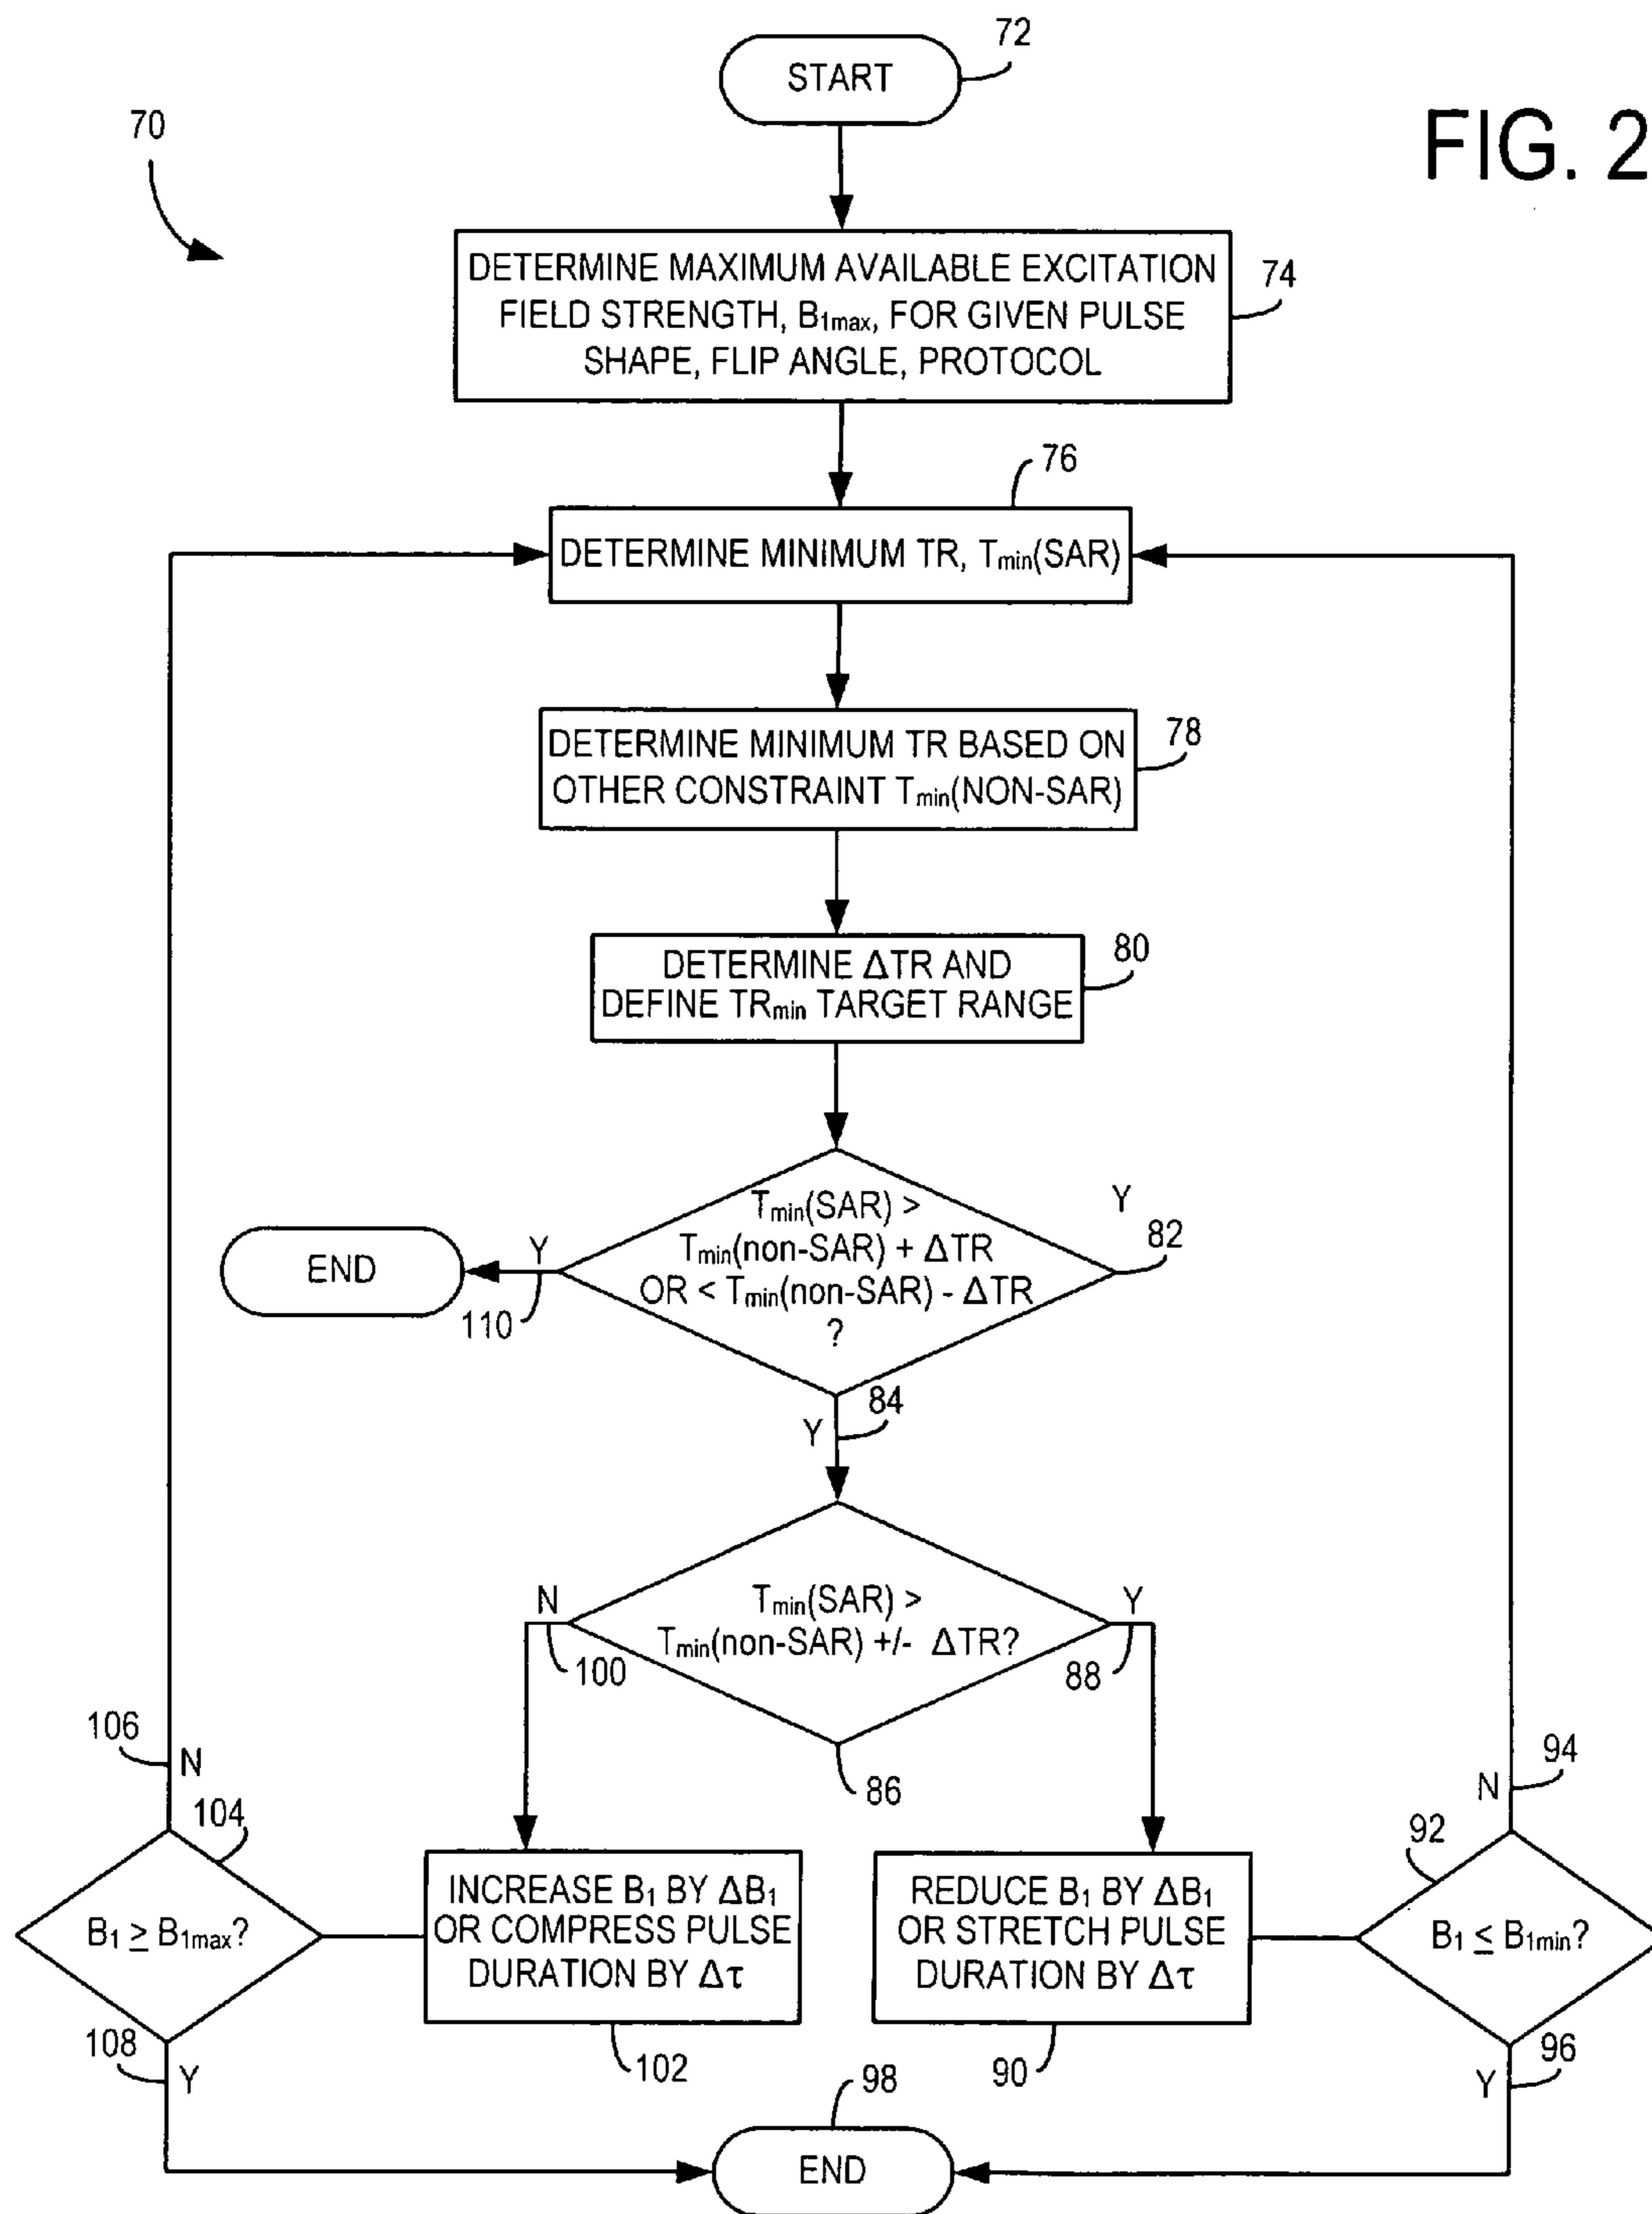 72
START
70
FIG. 2
DETERMINE MAXIMUM AVAILABLE EXCITATION
FIELD STRENGTH, B1max, FOR GIVEN PULSE
SHAPE, FLIP ANGLE, PROTOCOL
74
76
DETERMINE MINIMUM TR, Tmin(SAR)
DETERMINE MINIMUM TR BASED ON
OTHER CONSTRAINT Tmin(NON-SAR)
78
DETERMINE ΔTR AND
DEFINE TRmin TARGET RANGE
80
Tmin(SAR) >
Tmin(non-SAR) + ΔTR
OR < Tmin(non-SAR) - ΔTR
?
Y
82
END
Y
110
84
Y
Tmin(SAR) >
Tmin(non-SAR) +/- ΔTR?
N
100
Y
88
86
106
N
104
B1 ≥ B1max?
108
Y
INCREASE B1 BY ΔB1
OR COMPRESS PULSE
DURATION BY Δτ
102
REDUCE B1 BY ΔB1
OR STRETCH PULSE
DURATION BY Δτ
90
94
N
92
B1 ≤ B1min?
96
Y
98
END